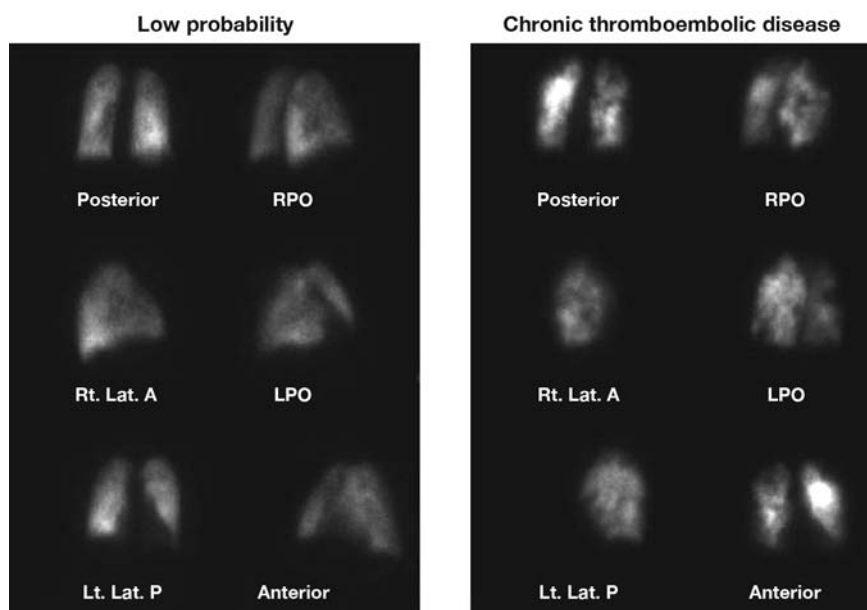 Low probability
Posterior RPO
Rt. Lat. A LPO
Lt. Lat. P Anterior
Chronic thromboembolic disease
Posterior RPO
Rt. Lat. A LPO
Lt. Lat. P Anterior